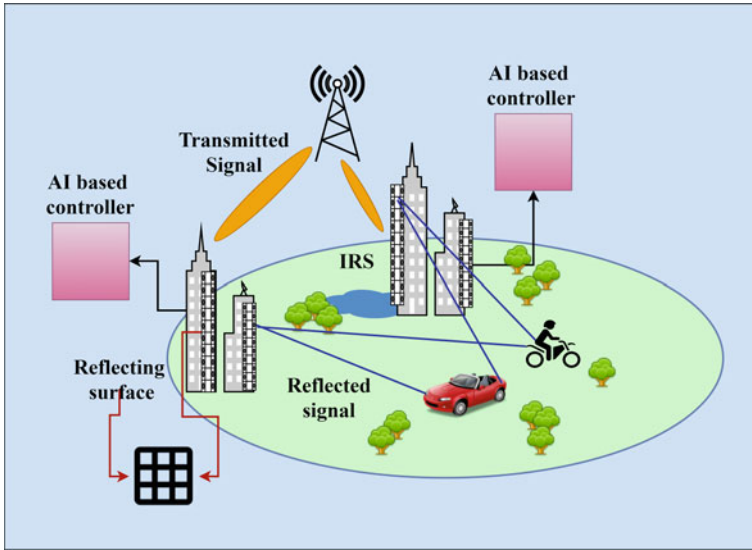 AI based
controller
Transmitted
Signal
AI based
controller
IRS
Reflecting
surface
Reflected
signal